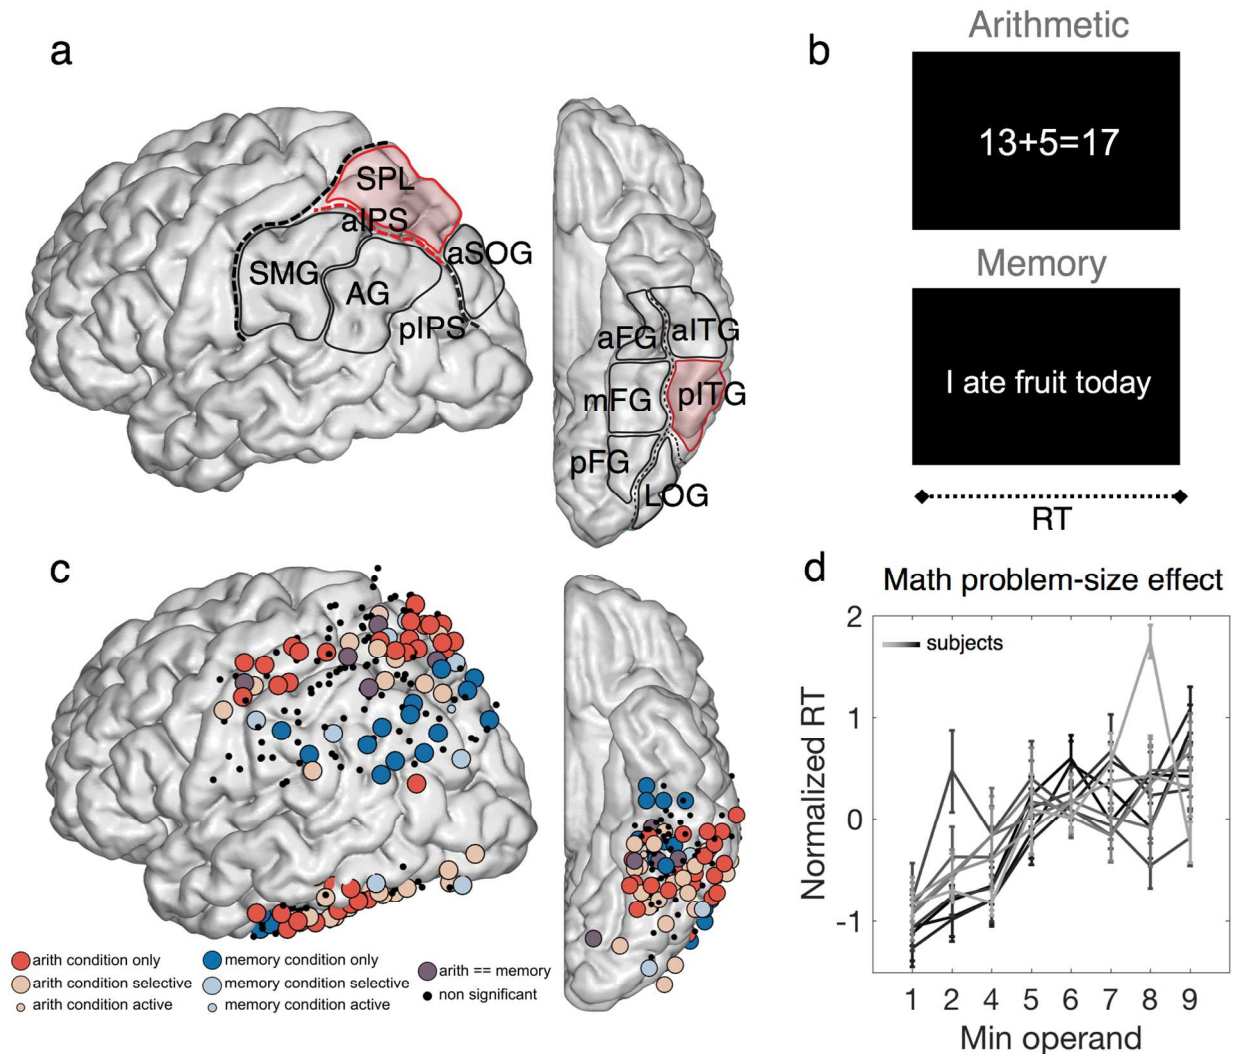 a
SPL
aIPS
aSOG
SMG
AG
pIPS
aFG
aITG
mFG
pITG
pFG
LOG
b
Arithmetic
13+5=17
Memory
I ate fruit today
RT
c
arith condition only
memory condition only
arith == memory
arith condition selective
memory condition selective
non significant
arith condition active
memory condition active
d
Math problem-size effect
subjects
Normalized RT
2
1
0
-1
1 2 4 5 6 7 8 9
Min operand